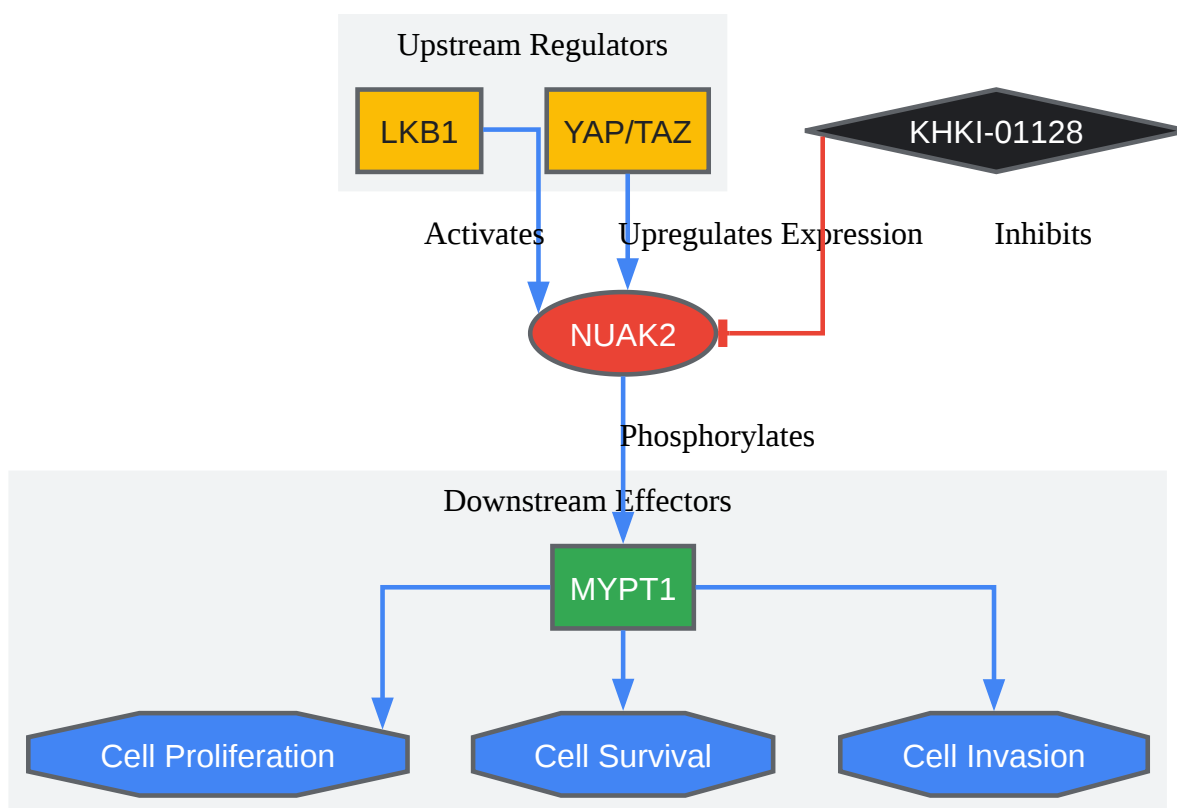 Upstream Regulators
LKB1
YAP/TAZ
KHKI-01128
Activates
Upregulates Expression
Inhibits
NUAK2
Phosphorylates
Downstream Effectors
MYPT1
Cell Proliferation
Cell Survival
Cell Invasion